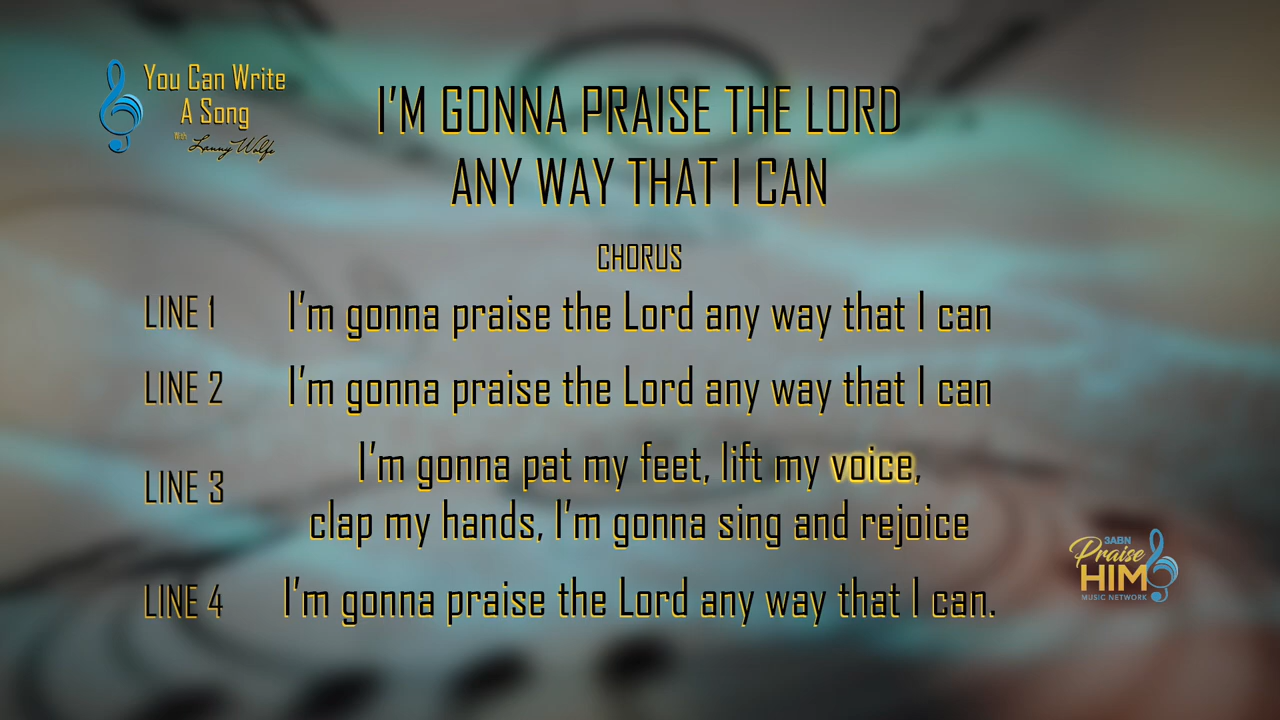 You Can Write
A Song
With Lanny Wolfe
I'M GONNA PRAISE THE LORD
ANY WAY THAT I CAN
CHORUS
LINE 1 I'm gonna praise the Lord any way that I can
LINE 2 I'm gonna praise the Lord any way that I can
LINE 3 I'm gonna pat my feet, lift my voice,
clap my hands, I'm gonna sing and rejoice
LINE 4 I'm gonna praise the Lord any way that I can.
3ABN
Praise
HIM
MUSIC NETWORK